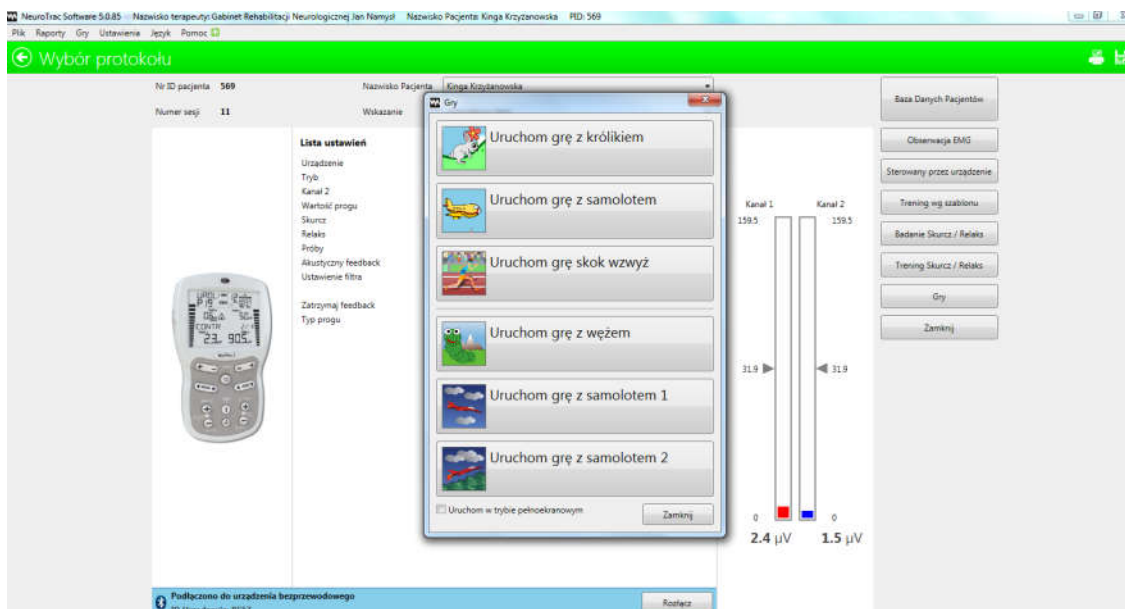 NeuroTrac Software 5.0.85 Nazwisko terapeuty: Gabinet Rehabilitacji Neurologicznej Jan Namysł Nazwisko Pacjenta: Kinga Krzyżanowska PID: 569
Plik Raporty Gry Ustawienia Język Pomoc
Wybór protokołu
Nr ID pacjenta 569 Nazwisko Pacjenta Kinga Krzyżanowska
Numer sesji 11 Wskazanie
Lista ustawień
Urządzenie
Tryb
Kanał 2
Wartość progu
Skurcz
Relaks
Próby
Akustyczny feedback
Ustawienie filtra
Zatrzymaj feedback
Typ progu
Gry
Uruchom grę z królikiem
Uruchom grę z samolotem
Uruchom grę skok wzwyż
Uruchom grę z wężem
Uruchom grę z samolotem 1
Uruchom grę z samolotem 2
Uruchom w trybie pełnoekranowym
Zamknij
Kanał 1 Kanał 2
159.5 159.5
31.9 31.9
0 0
2.4 µV 1.5 µV
Baza Danych Pacjentów
Obserwacja EMG
Sterowany przez urządzenie
Trening wg szablonu
Badanie Skurcz / Relaks
Trening Skurcz / Relaks
Gry
Zamknij
Podłączono do urządzenia bezprzewodowego
Rozłącz